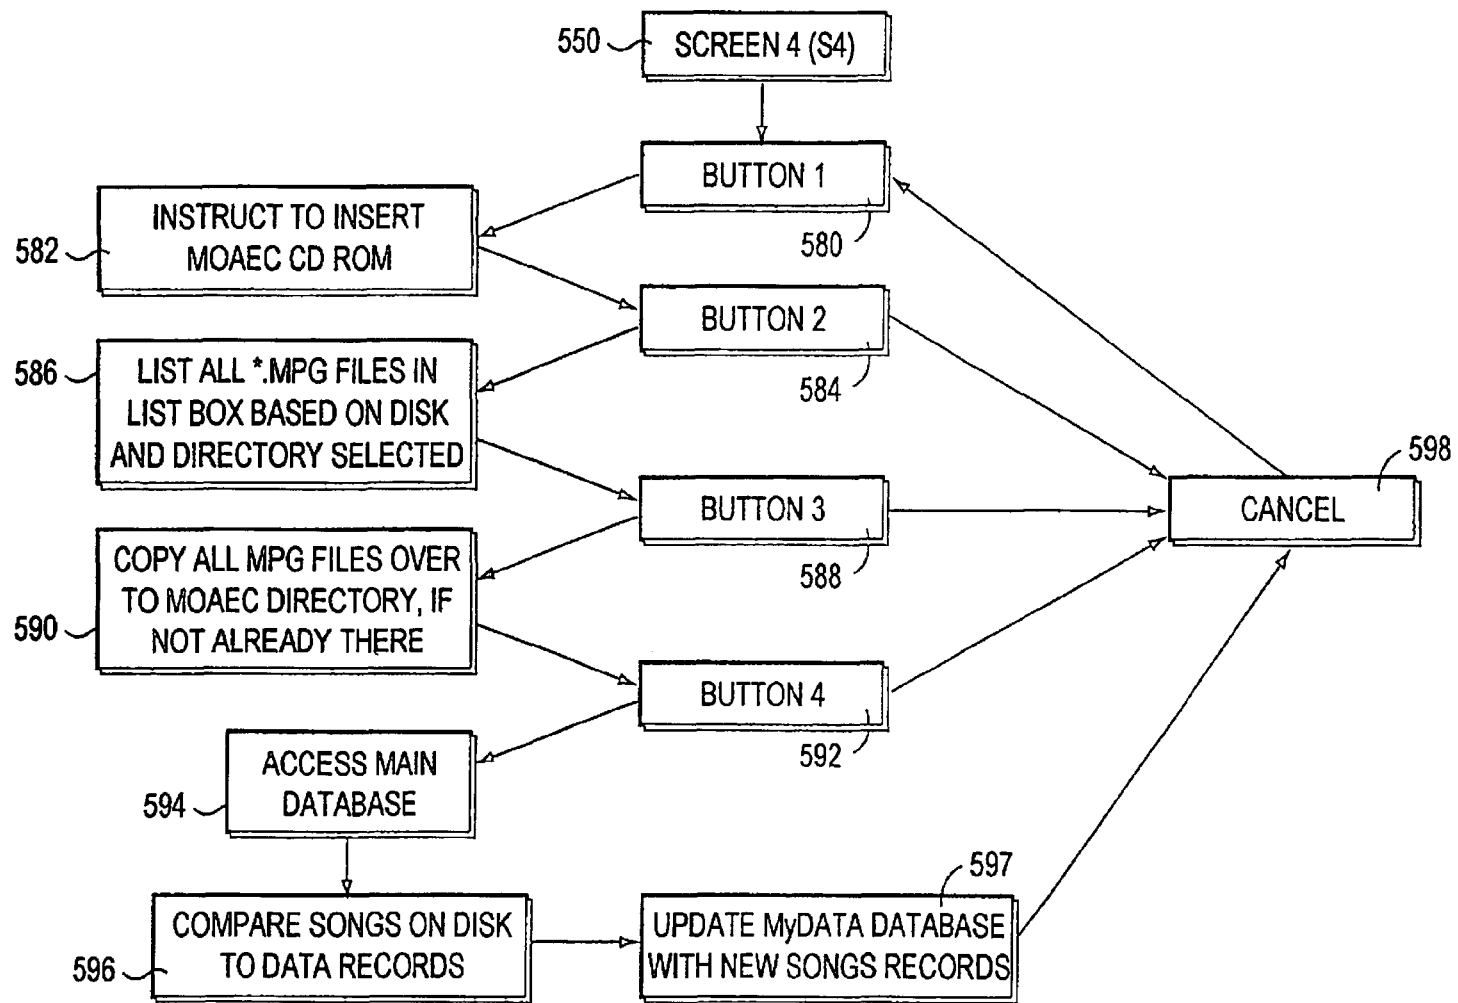 550
SCREEN 4 (S4)
BUTTON 1
580
582
INSTRUCT TO INSERT
MOAEC CD ROM
BUTTON 2
584
586
LIST ALL *.MPG FILES IN
LIST BOX BASED ON DISK
AND DIRECTORY SELECTED
BUTTON 3
588
598
CANCEL
590
COPY ALL MPG FILES OVER
TO MOAEC DIRECTORY, IF
NOT ALREADY THERE
BUTTON 4
592
594
ACCESS MAIN
DATABASE
596
COMPARE SONGS ON DISK
TO DATA RECORDS
597
UPDATE MyDATA DATABASE
WITH NEW SONGS RECORDS